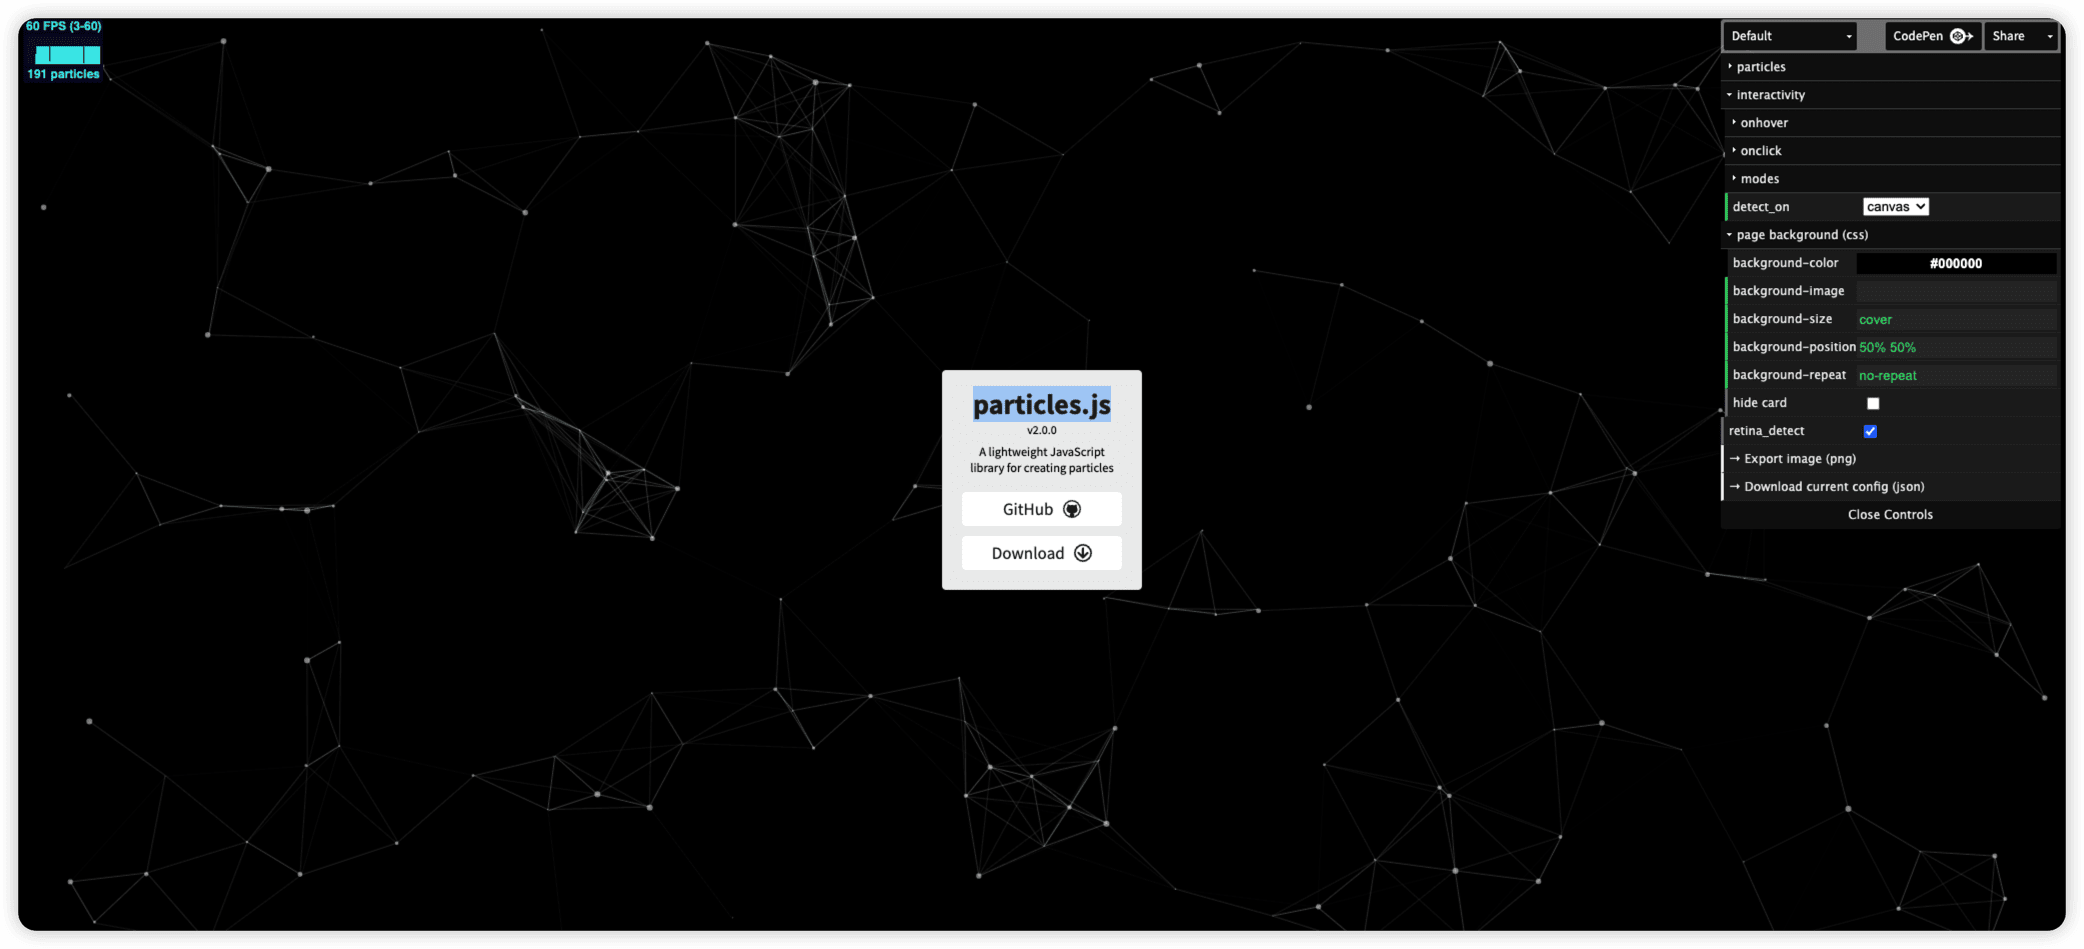 60 FPS (3-60)
191 particles
Default
CodePen
Share
particles
interactivity
onhover
onclick
modes
detect_on canvas
page background (css)
background-color #000000
background-image
background-size cover
background-position 50% 50%
background-repeat no-repeat
hide card
retina_detect
→ Export image (png)
→ Download current config (json)
Close Controls
particles.js
v2.0.0
A lightweight JavaScript
library for creating particles
GitHub
Download